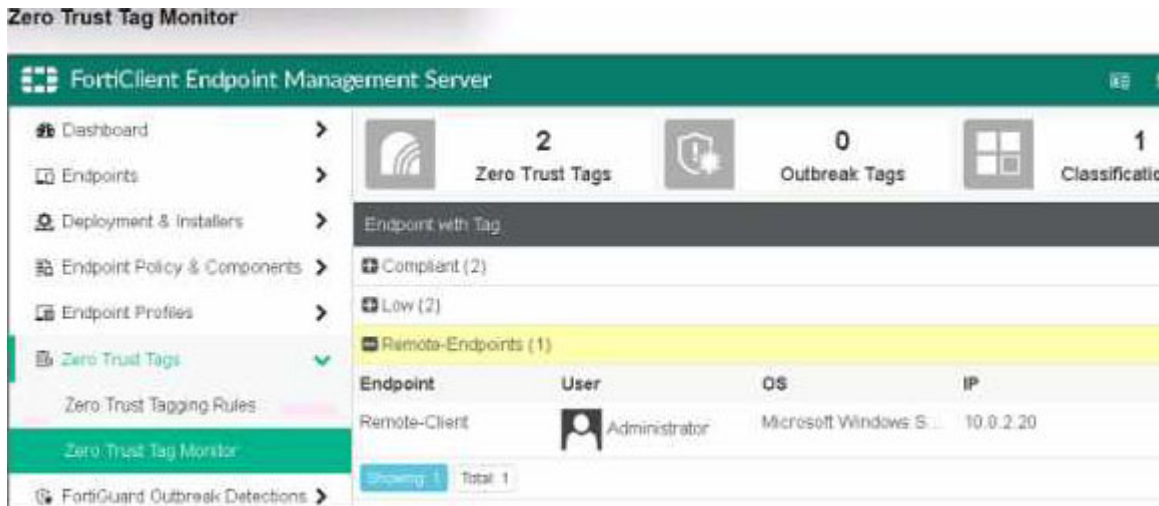 Zero Trust Tag Monitor
FortiClient Endpoint Management Server
Dashboard
Endpoints
Deployment & Installers
Endpoint Policy & Components
Endpoint Profiles
Zero Trust Tags
Zero Trust Tagging Rules
Zero Trust Tag Monitor
FortiGuard Outbreak Detections
2
Zero Trust Tags
0
Outbreak Tags
1
Classificatio
Endpoint with Tag
Compliant (2)
Low (2)
Remote-Endpoints (1)
Endpoint User OS IP
Remote-Client Administrator Microsoft Windows S... 10.0.2.20
Showing: 1 Total: 1